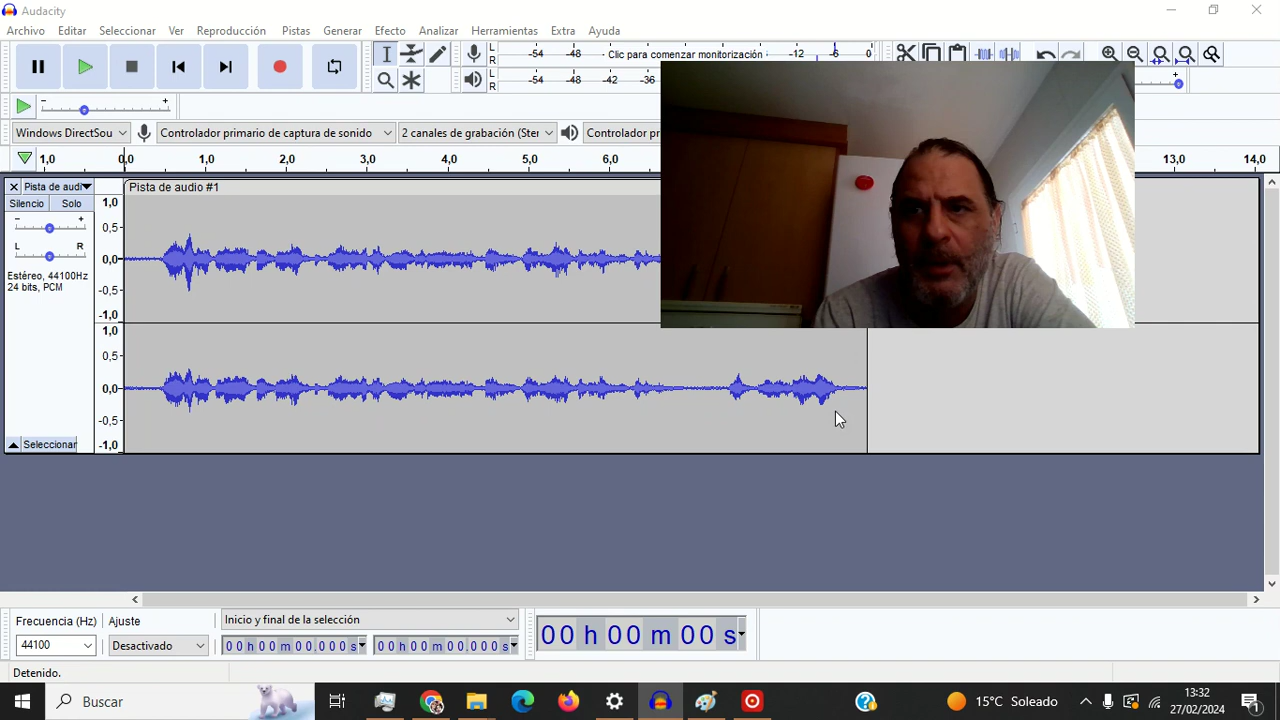 Audacity
Archivo Editar Seleccionar Ver Reproducción Pistas Generar Efecto Analizar Herramientas Extra Ayuda
L R -54 -48 Clic para comenzar monitorización -12 -6 0
L R -54 -48 -42 -36
- +
Windows DirectSou Controlador primario de captura de sonido 2 canales de grabación (Ster Controlador pi
1,0 0,0 1,0 2,0 3,0 4,0 5,0 6,0 13,0 14,0
Pista de audi Pista de audio #1
Silencio Solo
- +
L R
Estéreo, 44100Hz
24 bits, PCM
1,0
0,5
0,0
-0,5
-1,0
1,0
0,5
0,0
-0,5
-1,0
Seleccionar
Frecuencia (Hz) Ajuste Inicio y final de la selección
44100 Desactivado 00 h 00 m 00.000 s 00 h 00 m 00.000 s 00 h 00 m 00 s
Detenido.
Buscar 15°C Soleado 13:32
27/02/2024
1